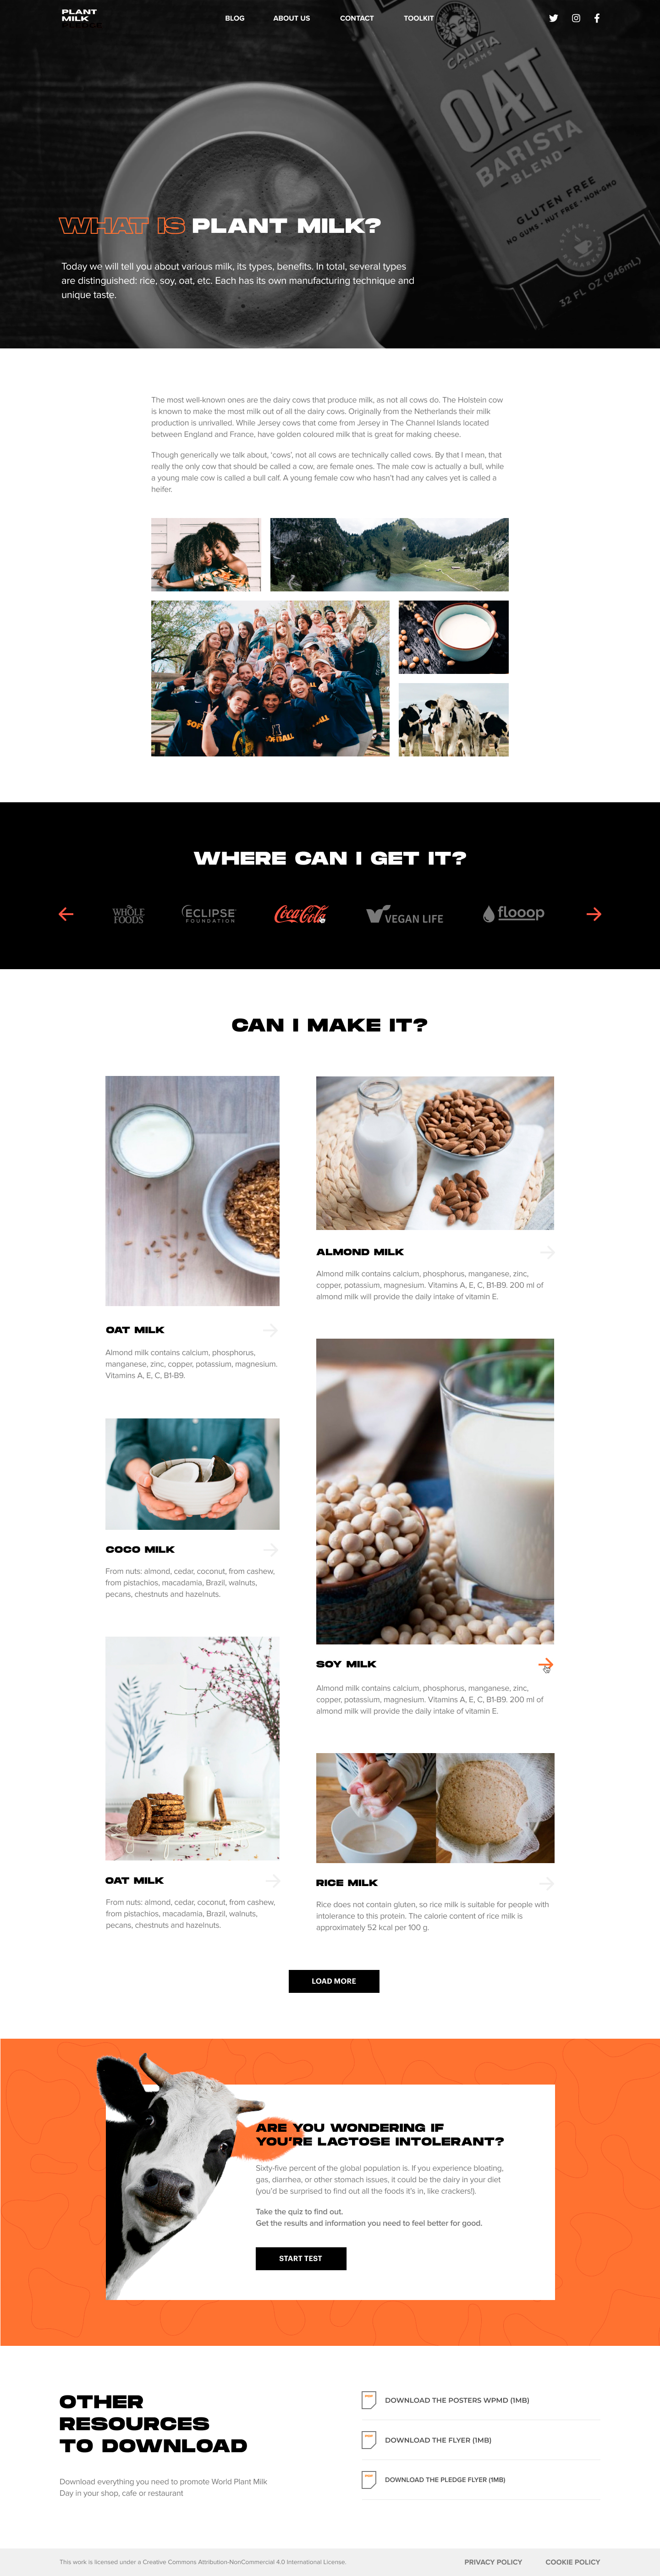 PLANT
MILK
BLOG
ABOUT US
CONTACT
TOOLKIT
CALIFIA
FARMS
OAT
BARISTA
BLEND
GLUTEN FREE
NO GUMS • NUT FREE • NON-GMO
32 FL OZ (946mL)
WHAT IS PLANT MILK?
Today we will tell you about various milk, its types, benefits. In total, several types
are distinguished: rice, soy, oat, etc. Each has its own manufacturing technique and
unique taste.
The most well-known ones are the dairy cows that produce milk, as not all cows do. The Holstein cow
is known to make the most milk out of all the dairy cows. Originally from the Netherlands their milk
production is unrivalled. While Jersey cows that come from Jersey in The Channel Islands located
between England and France, have golden coloured milk that is great for making cheese.
Though generically we talk about, ‘cows’, not all cows are technically called cows. By that I mean, that
really the only cow that should be called a cow, are female ones. The male cow is actually a bull, while
a young male cow is called a bull calf. A young female cow who hasn’t had any calves yet is called a
heifer.
WHERE CAN I GET IT?
WHOLE
FOODS
ECLIPSE
FOUNDATION
Coca-Cola
VEGAN LIFE
flooop
CAN I MAKE IT?
OAT MILK
Almond milk contains calcium, phosphorus,
manganese, zinc, copper, potassium, magnesium.
Vitamins A, E, C, B1-B9.
ALMOND MILK
Almond milk contains calcium, phosphorus, manganese, zinc,
copper, potassium, magnesium. Vitamins A, E, C, B1-B9. 200 ml of
almond milk will provide the daily intake of vitamin E.
COCO MILK
From nuts: almond, cedar, coconut, from cashew,
from pistachios, macadamia, Brazil, walnuts,
pecans, chestnuts and hazelnuts.
SOY MILK
Almond milk contains calcium, phosphorus, manganese, zinc,
copper, potassium, magnesium. Vitamins A, E, C, B1-B9. 200 ml of
almond milk will provide the daily intake of vitamin E.
OAT MILK
From nuts: almond, cedar, coconut, from cashew,
from pistachios, macadamia, Brazil, walnuts,
pecans, chestnuts and hazelnuts.
RICE MILK
Rice does not contain gluten, so rice milk is suitable for people with
intolerance to this protein. The calorie content of rice milk is
approximately 52 kcal per 100 g.
LOAD MORE
ARE YOU WONDERING IF
YOU’RE LACTOSE INTOLERANT?
Sixty-five percent of the global population is. If you experience bloating,
gas, diarrhea, or other stomach issues, it could be the dairy in your diet
(you’d be surprised to find out all the foods it’s in, like crackers!).
Take the quiz to find out.
Get the results and information you need to feel better for good.
START TEST
OTHER
RESOURCES
TO DOWNLOAD
Download everything you need to promote World Plant Milk
Day in your shop, cafe or restaurant
DOWNLOAD THE POSTERS WPMD (1MB)
DOWNLOAD THE FLYER (1MB)
DOWNLOAD THE PLEDGE FLYER (1MB)
This work is licensed under a Creative Commons Attribution-NonCommercial 4.0 International License.
PRIVACY POLICY
COOKIE POLICY